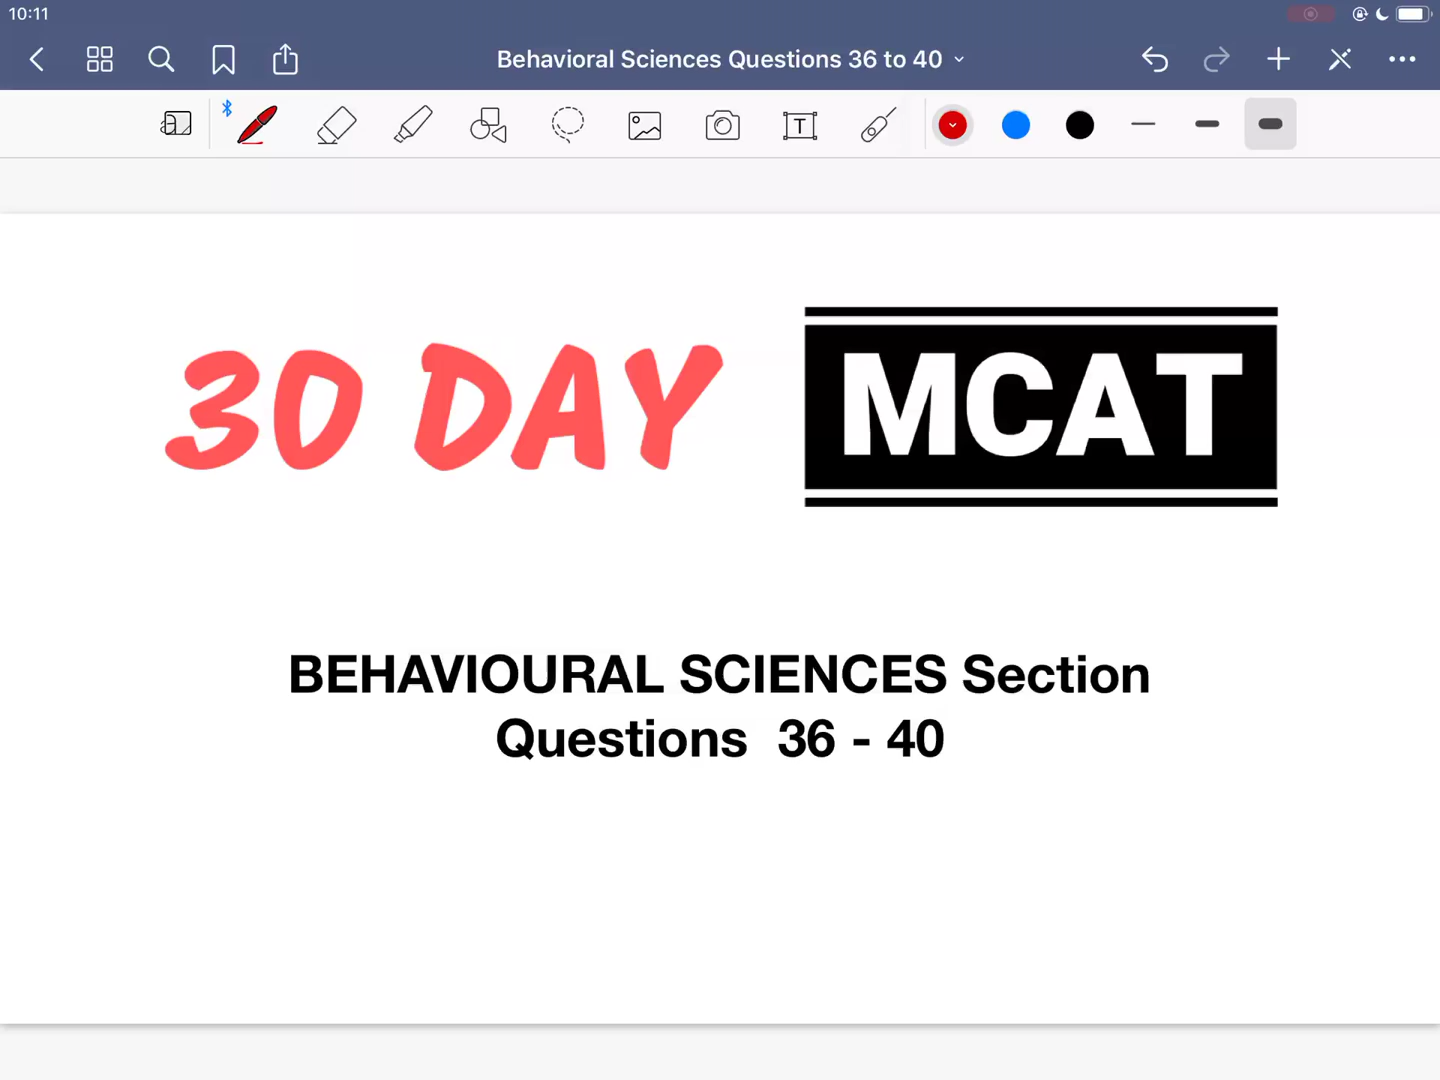 10:11
Behavioral Sciences Questions 36 to 40
T
30 DAY
MCAT
BEHAVIOURAL SCIENCES Section
Questions 36 - 40